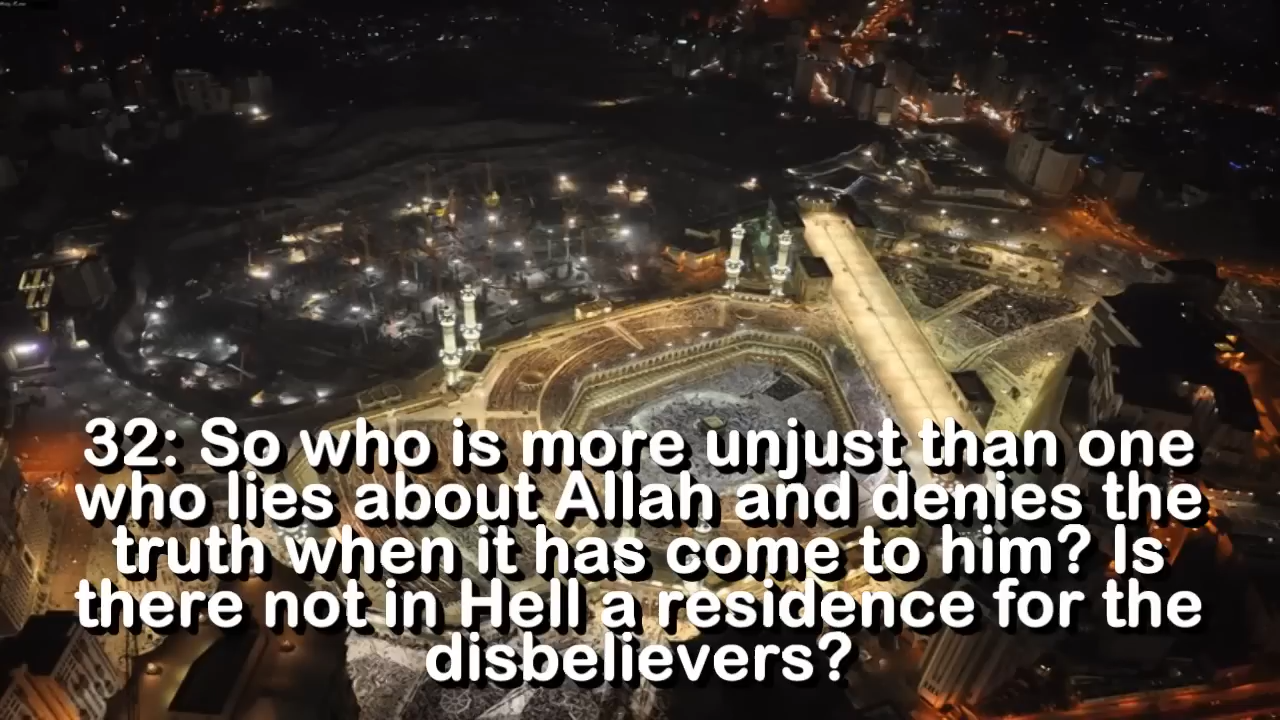 32: So who is more unjust than one
who lies about Allah and denies the
truth when it has come to him? Is
there not in Hell a residence for the
disbelievers?